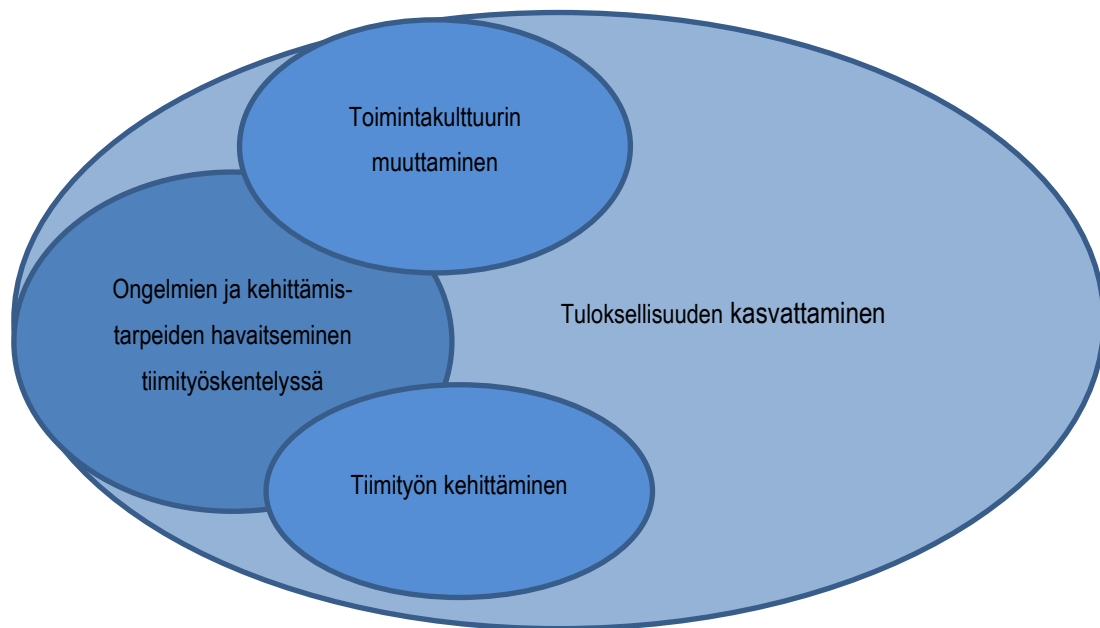 Toimintakulttuurin
muuttaminen
Ongelmien ja kehittämis-
tarpeiden havaitseminen
tiimityöskentelyssä
Tuloksellisuuden kasvattaminen
Tiimityön kehittäminen